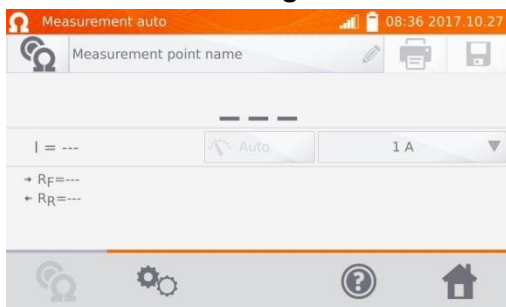 Measurement auto 08:36 2017.10.27
Measurement point name
---
I = --- Auto 1 A
→ RF=---
← RR=---